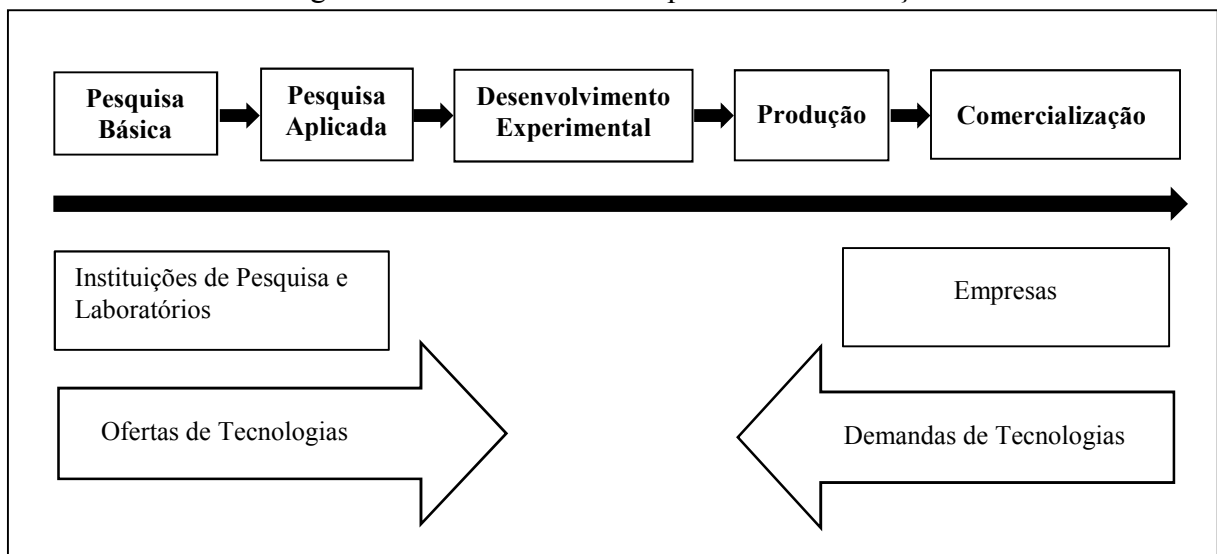 Pesquisa
Básica
Pesquisa
Aplicada
Desenvolvimento
Experimental
Produção
Comercialização
Instituições de Pesquisa e
Laboratórios
Empresas
Ofertas de Tecnologias
Demandas de Tecnologias